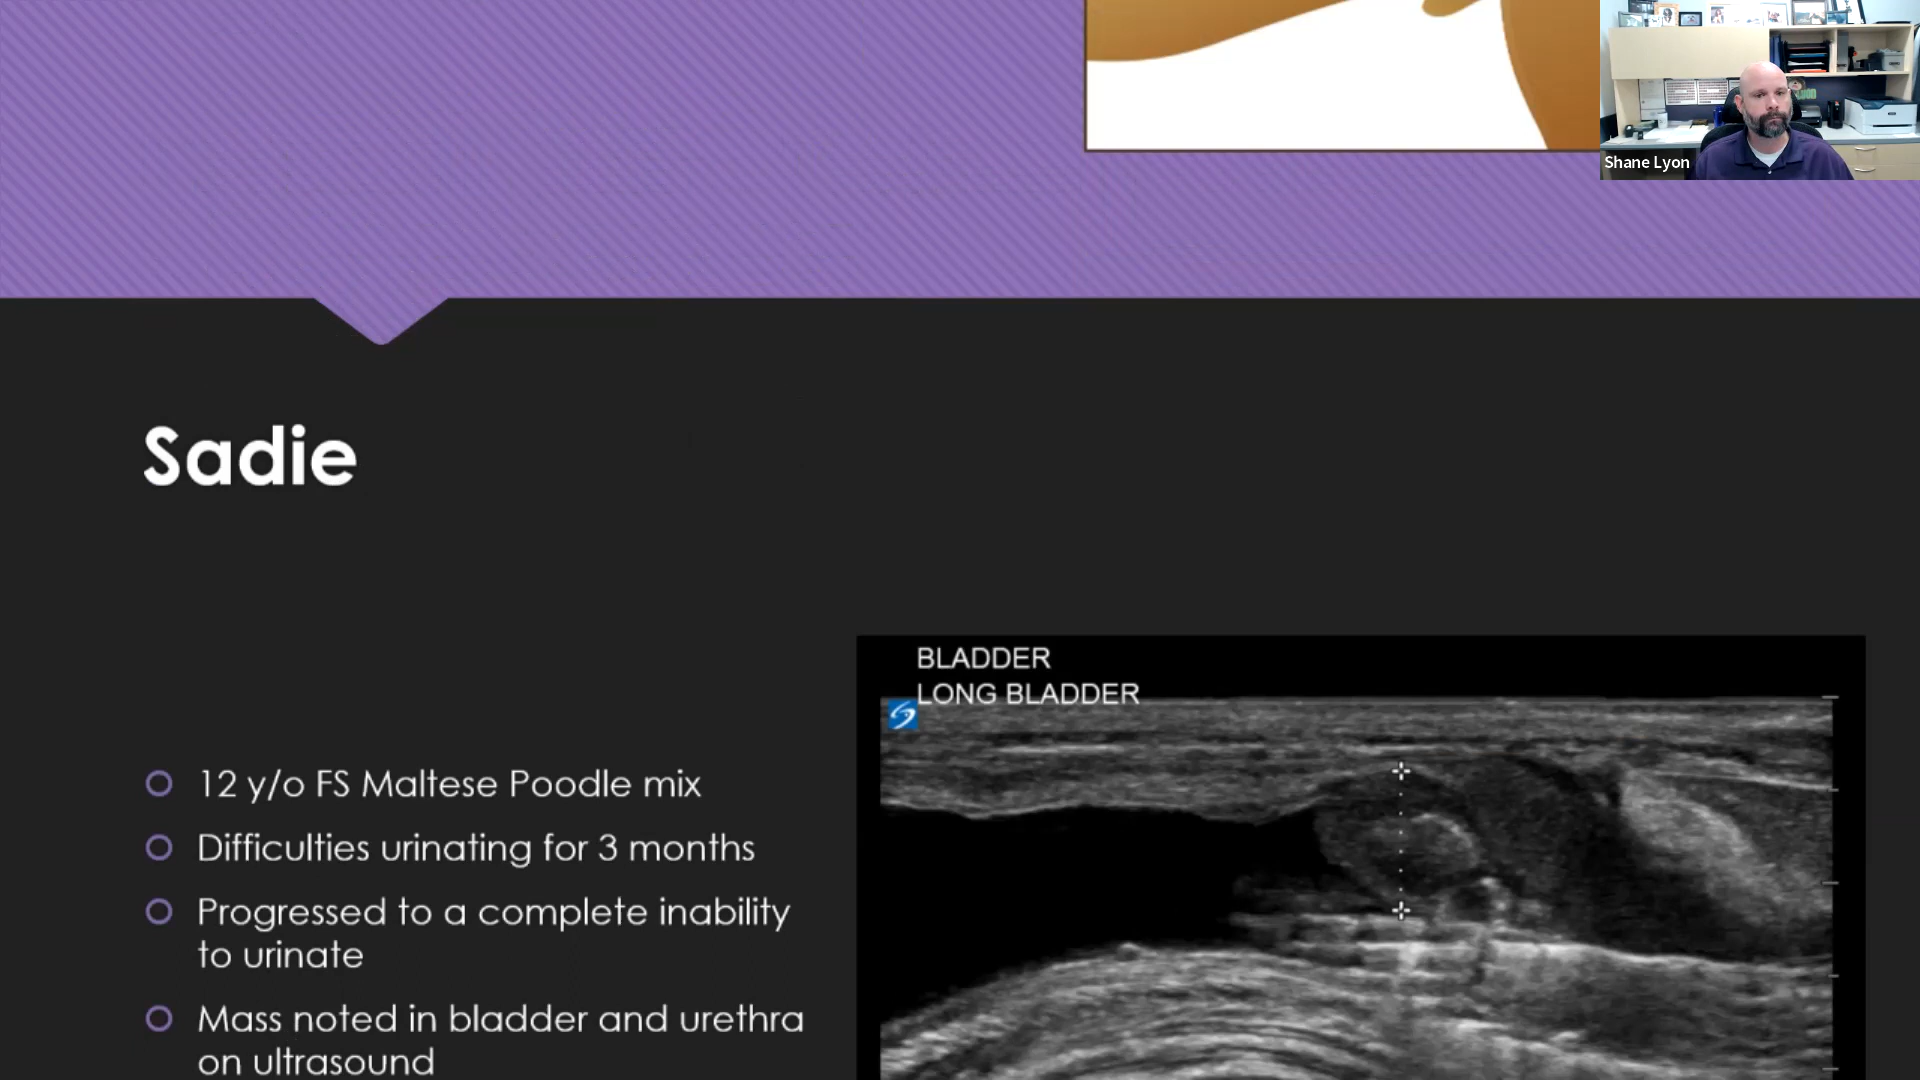 Shane Lyon
Sadie
BLADDER
LONG BLADDER
12 y/o FS Maltese Poodle mix
Difficulties urinating for 3 months
Progressed to a complete inability
to urinate
Mass noted in bladder and urethra
on ultrasound